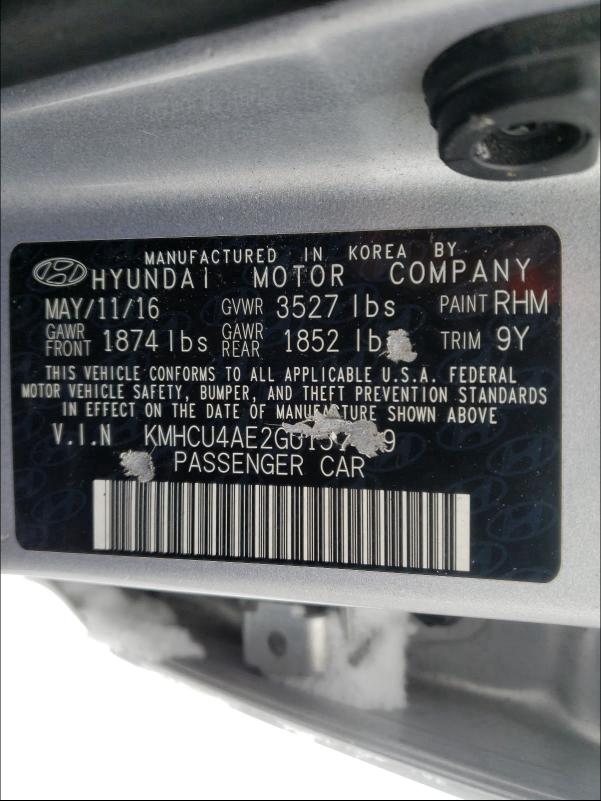 MANUFACTURED IN KOREA BY
HYUNDAI MOTOR COMPANY
MAY/11/16 GVWR 3527 lbs PAINT RHM
GAWR FRONT 1874 lbs GAWR REAR 1852 TRIM 9Y
THIS VEHICLE CONFORMS TO ALL APPLICABLE U.S.A. FEDERAL
MOTOR VEHICLE SAFETY, BUMPER, AND THEFT PREVENTION STANDARDS
IN EFFECT ON THE DATE OF MANUFACTURE SHOWN ABOVE
V.I.N
PASSENGER CAR